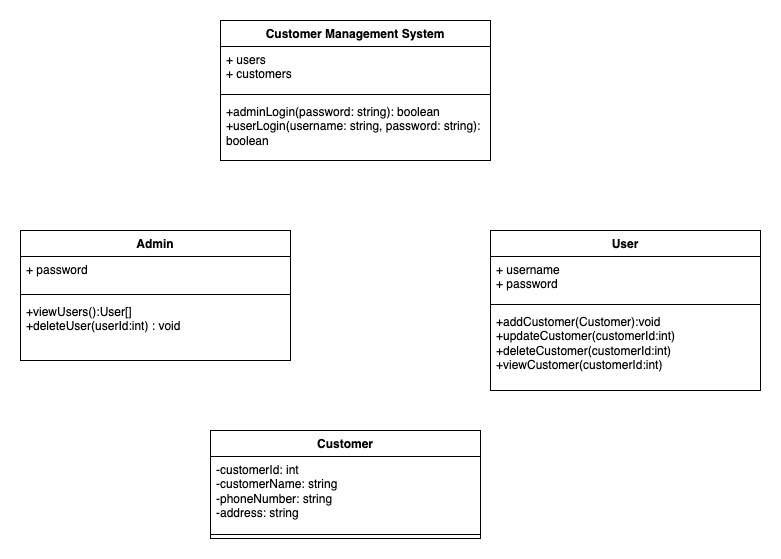 Customer Management System
+ users
+ customers
+adminLogin(password: string): boolean
+userLogin(username: string, password: string):
boolean
Admin
+ password
+viewUsers():User[]
+deleteUser(userId:int) : void
User
+ username
+ password
+addCustomer(Customer):void
+updateCustomer(customerId:int)
+deleteCustomer(customerId:int)
+viewCustomer(customerId:int)
Customer
-customerId: int
-customerName: string
-phoneNumber: string
-address: string